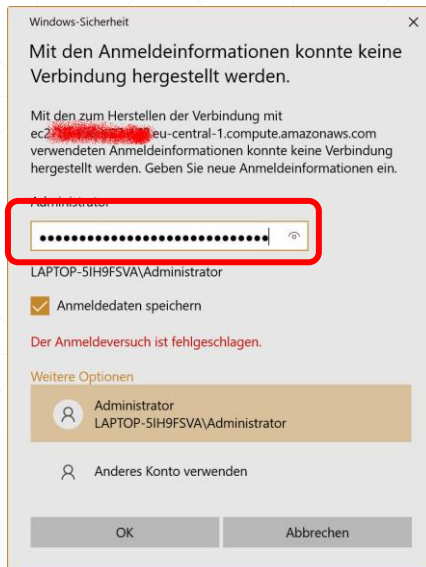 Windows-Sicherheit
Mit den Anmeldeinformationen konnte keine
Verbindung hergestellt werden.
Mit den zum Herstellen der Verbindung mit
ec2 .eu-central-1.compute.amazonaws.com
verwendeten Anmeldeinformationen konnte keine Verbindung
hergestellt werden. Geben Sie neue Anmeldeinformationen ein.
Administrator
LAPTOP-5IH9FSVA\Administrator
Anmeldedaten speichern
Der Anmeldeversuch ist fehlgeschlagen.
Weitere Optionen
Administrator
LAPTOP-5IH9FSVA\Administrator
Anderes Konto verwenden
OK
Abbrechen